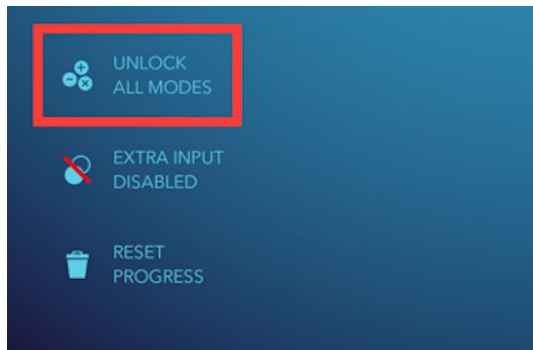 UNLOCK
ALL MODES
EXTRA INPUT
DISABLED
RESET
PROGRESS